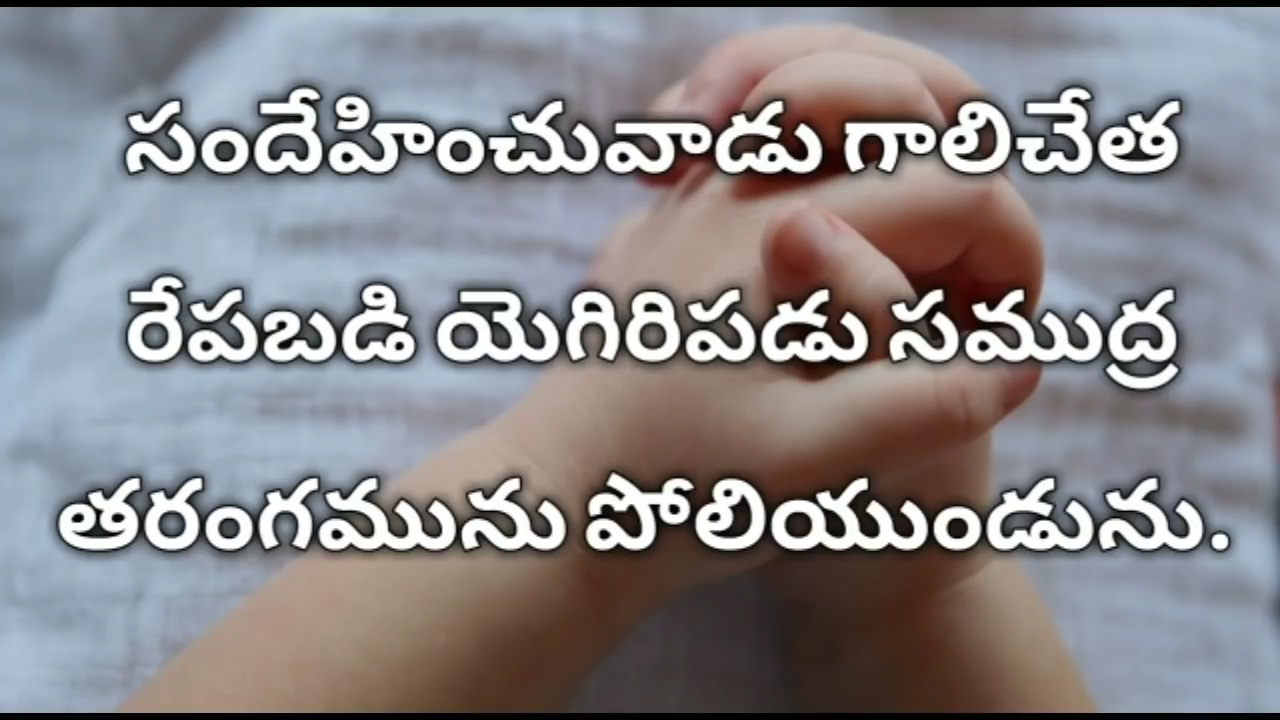 సందేహించువాడు గాలిచేత
రేపబడి యెగిరిపడు సముద్ర
తరంగమును పోలియుండును.